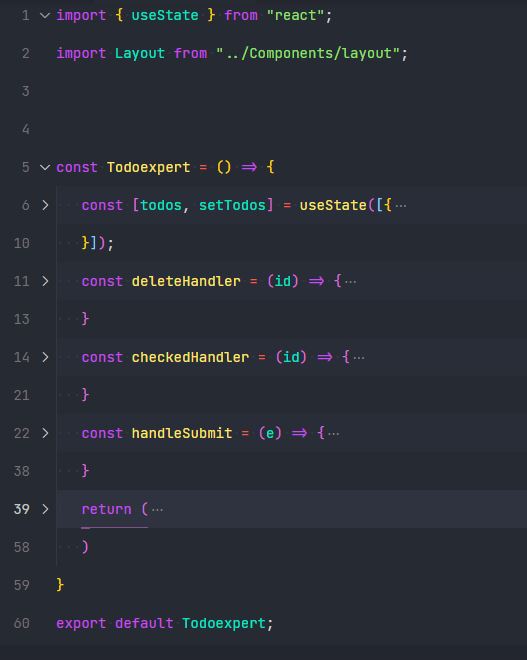 1 import { useState } from "react";
2 import Layout from "../Components/layout";
3
4
5 const Todoexpert = () => {
6 const [todos, setTodos] = useState([{···
10 }]);
11 const deleteHandler = (id) => {···
13 }
14 const checkedHandler = (id) => {···
21 }
22 const handleSubmit = (e) => {···
38 }
39 return (···
58 )
59 }
60 export default Todoexpert;